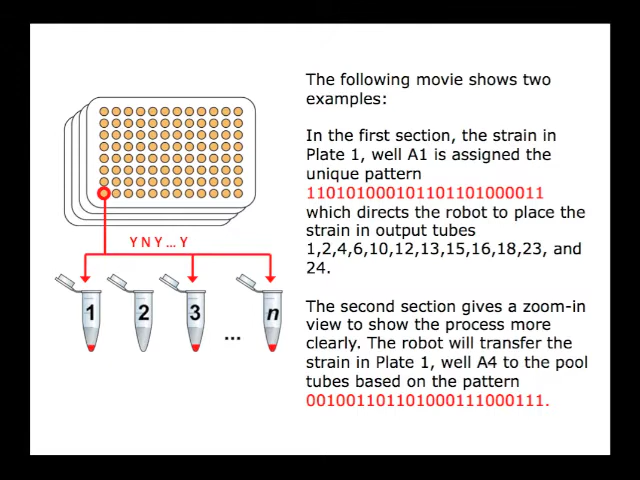 The following movie shows two
examples:
In the first section, the strain in
Plate 1, well A1 is assigned the
unique pattern
110101000101101101000011
which directs the robot to place the
strain in output tubes
1,2,4,6,10,12,13,15,16,18,23, and
24.
The second section gives a zoom-in
view to show the process more
clearly. The robot will transfer the
strain in Plate 1, well A4 to the pool
tubes based on the pattern
001001101101000111000111.
Y N Y ... Y
1 2 3 ... n